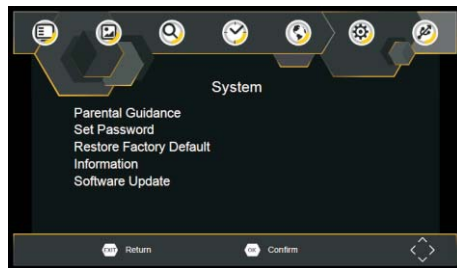 System
Parental Guidance
Set Password
Restore Factory Default
Information
Software Update
EXIT Return
OK Confirm